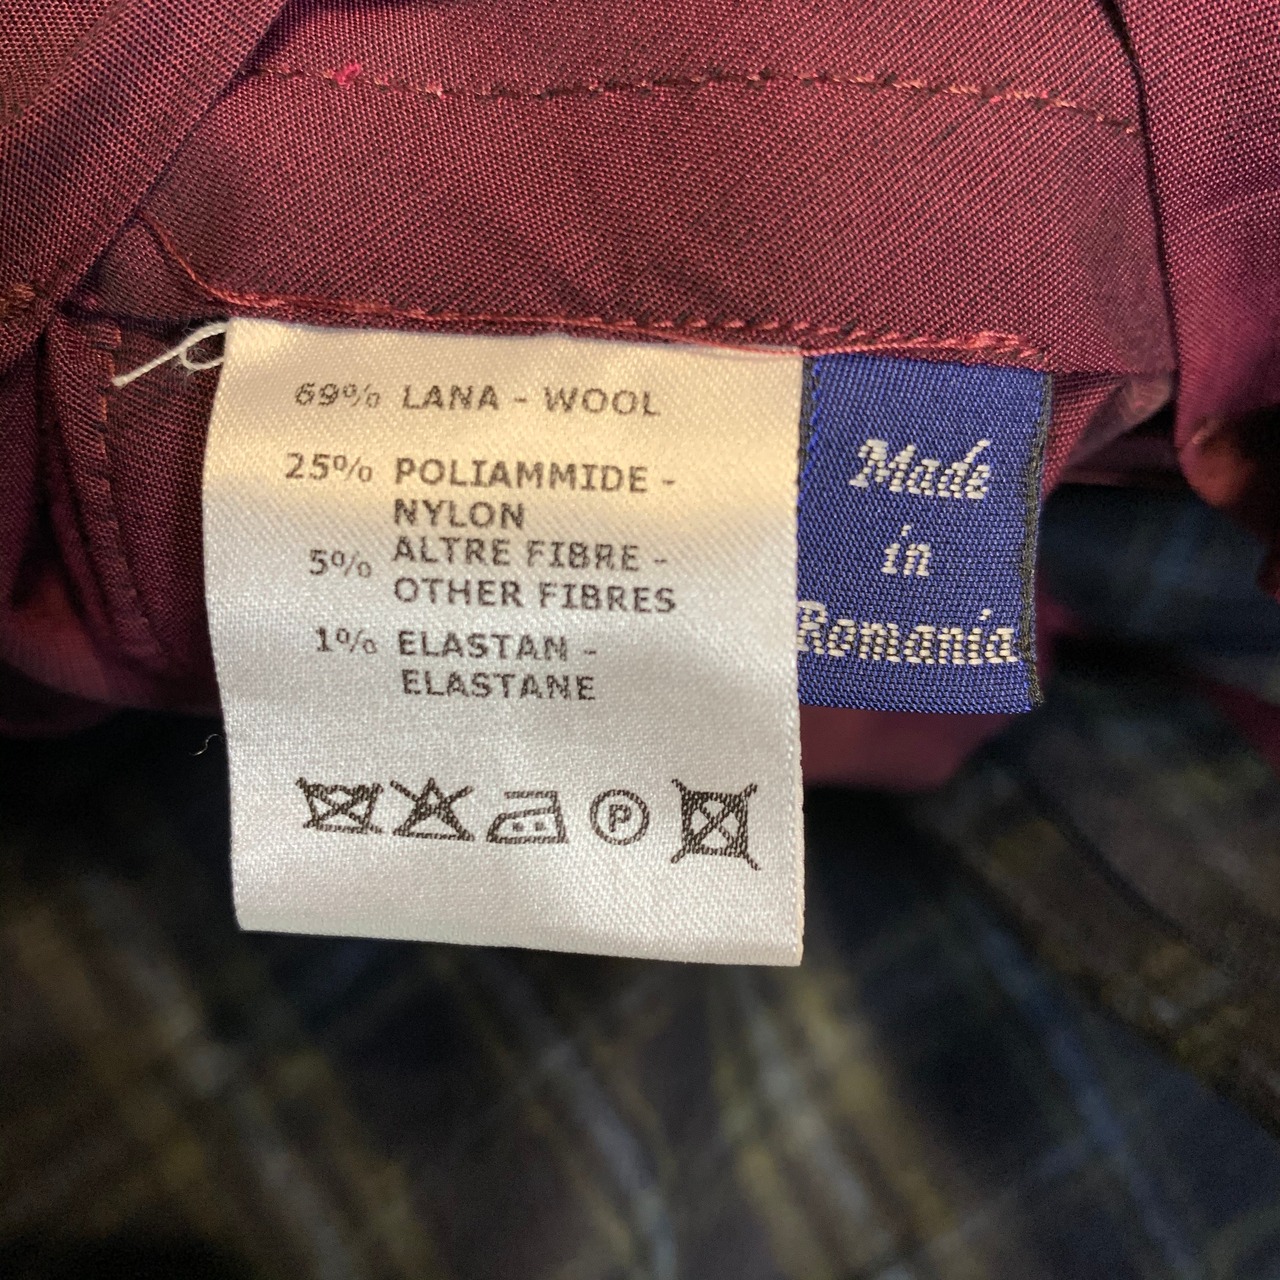 69% LANA - WOOL
25% POLIAMMIDE -
NYLON
5% ALTRE FIBRE -
OTHER FIBRES
1% ELASTAN -
ELASTANE
P
Made
in
Romania